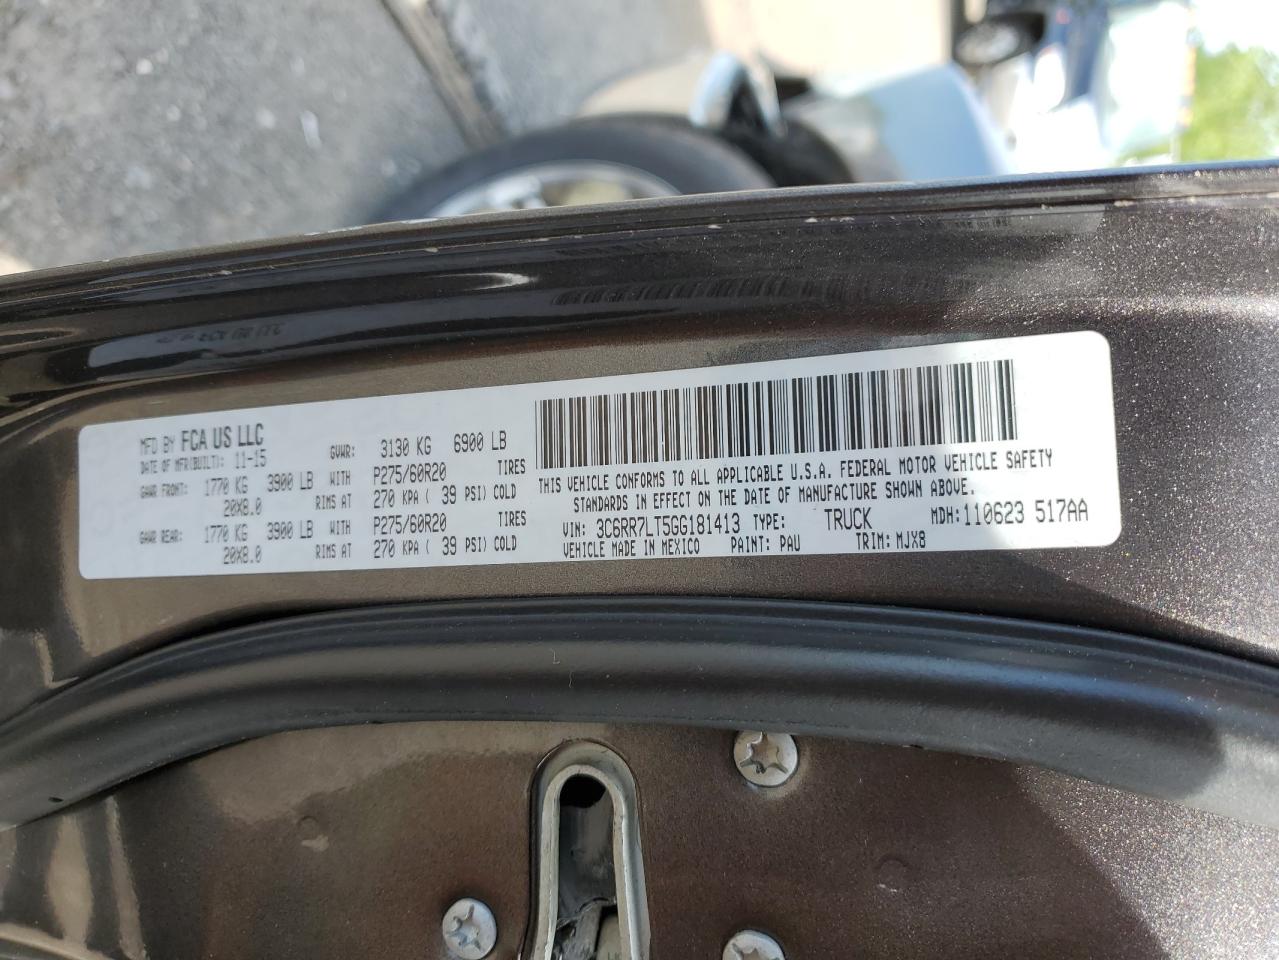 MFD BY FCA US LLC
DATE OF MFR(BUILT): 11-15
GVWR: 3130 KG 6900 LB
GAWR FRONT: 1770 KG 3900 LB WITH P275/60R20 TIRES
20X8.0 RIMS AT 270 KPA ( 39 PSI) COLD
GAWR REAR: 1770 KG 3900 LB WITH P275/60R20 TIRES
20X8.0 RIMS AT 270 KPA ( 39 PSI) COLD
THIS VEHICLE CONFORMS TO ALL APPLICABLE U.S.A. FEDERAL MOTOR VEHICLE SAFETY
STANDARDS IN EFFECT ON THE DATE OF MANUFACTURE SHOWN ABOVE.
VIN: 3C6RR7LT5GG181413 TYPE: TRUCK MDH:110623 517AA
VEHICLE MADE IN MEXICO PAINT: PAU TRIM: MJX8